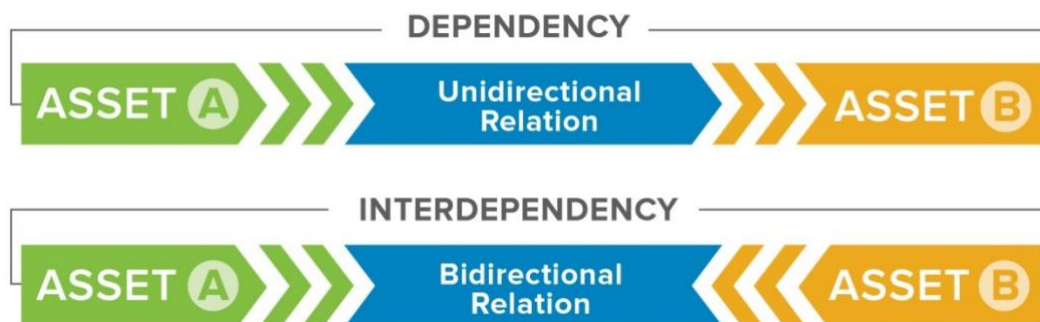 DEPENDENCY
ASSET A Unidirectional Relation ASSET B
INTERDEPENDENCY
ASSET A Bidirectional Relation ASSET B